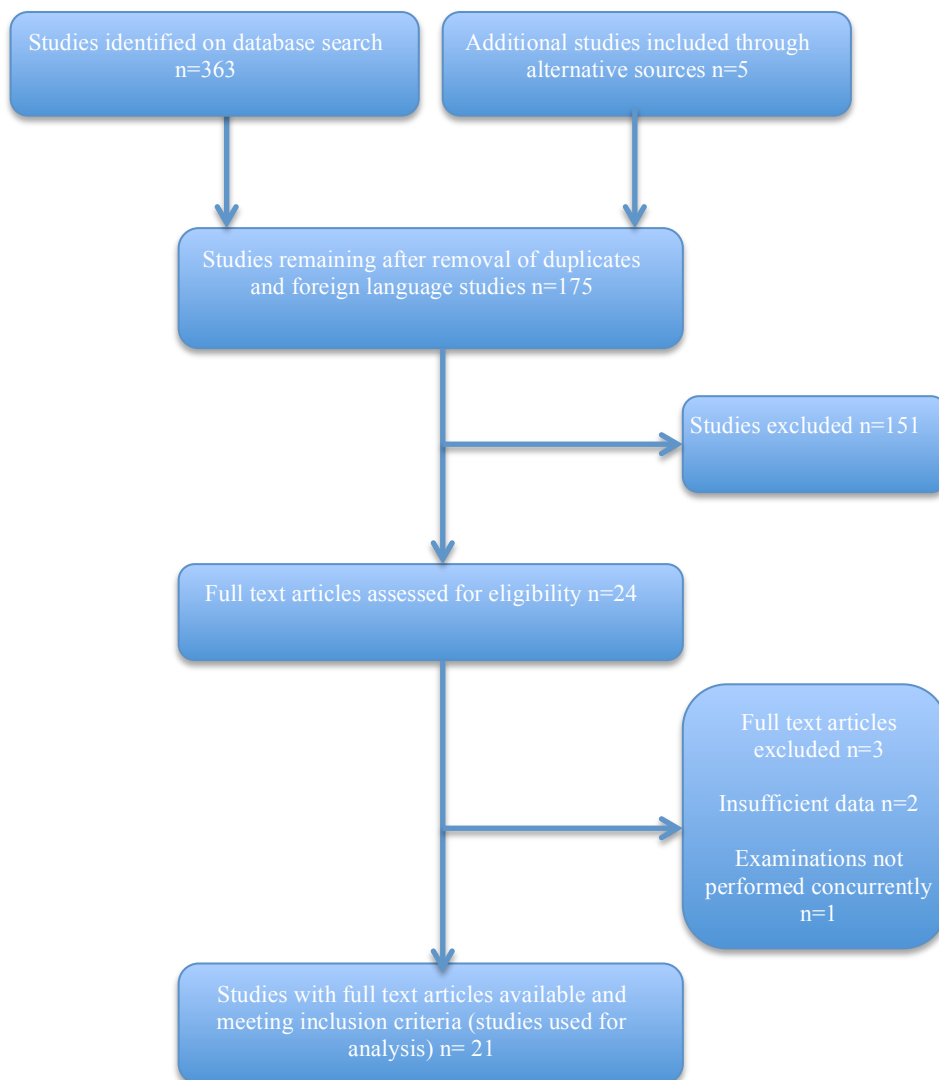 Studies identified on database search
n=363
Additional studies included through
alternative sources n=5
Studies remaining after removal of duplicates
and foreign language studies n=175
Studies excluded n=151
Full text articles assessed for eligibility n=24
Full text articles
excluded n=3
Insufficient data n=2
Examinations not
performed concurrently
n=1
Studies with full text articles available and
meeting inclusion criteria (studies used for
analysis) n= 21